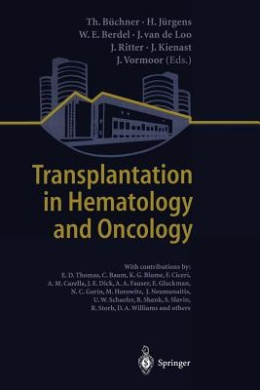 Th. Büchner · H. Jürgens
W. E. Berdel · J. van de Loo
J. Ritter · J. Kienast
J. Vormoor (Eds.)
Transplantation
in Hematology
and Oncology
With contributions by:
E. D. Thomas, C. Baum, K. G. Blume, F. Ciceri,
A. M. Carella, J. E. Dick, A. A. Fauser, E. Gluckman,
N. C. Gorin, M. Horowitz, J. Neumunaitis,
U. W. Schaefer, B. Shank, S. Slavin,
R. Storb, D. A. Williams and others
Springer